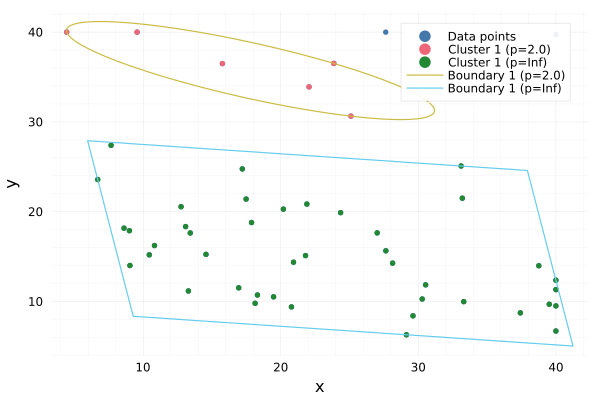 40
30
20
10
y
10
20
30
40
x
Data points
Cluster 1 (p=2.0)
Cluster 1 (p=Inf)
Boundary 1 (p=2.0)
Boundary 1 (p=Inf)